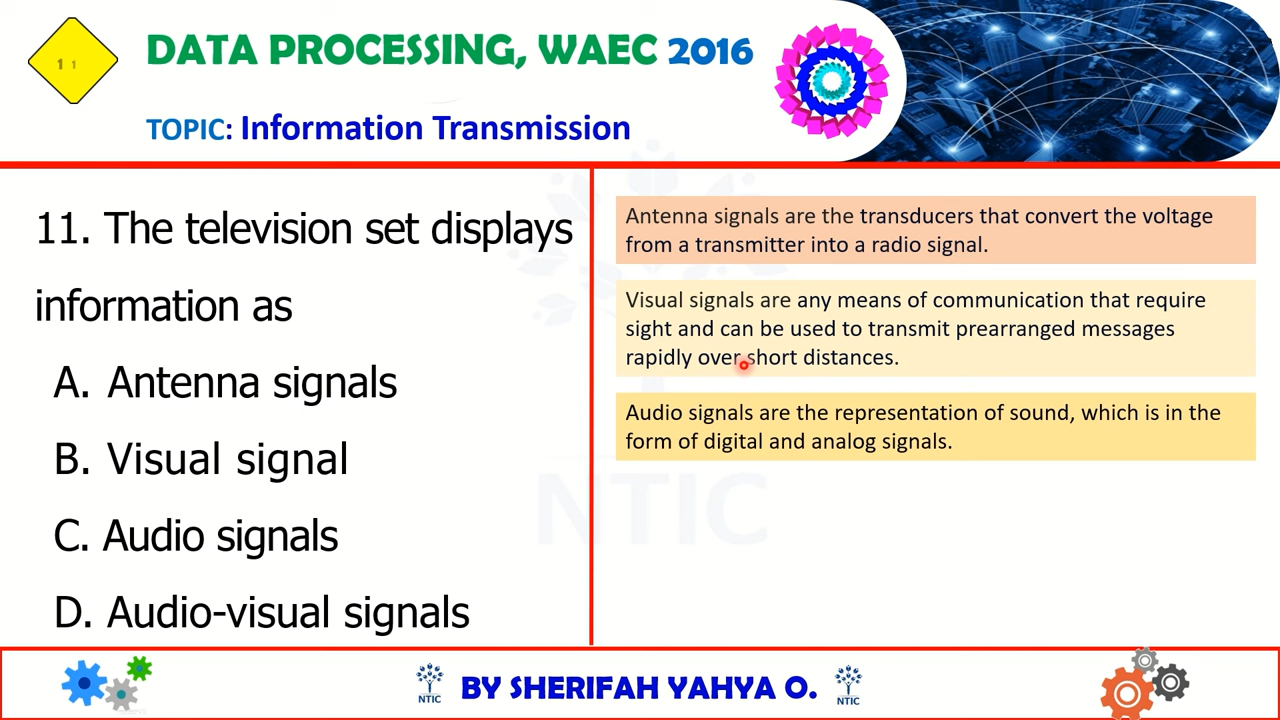 1 1
DATA PROCESSING, WAEC 2016
TOPIC: Information Transmission
11. The television set displays
information as
A. Antenna signals
B. Visual signal
C. Audio signals
D. Audio-visual signals
Antenna signals are the transducers that convert the voltage
from a transmitter into a radio signal.
Visual signals are any means of communication that require
sight and can be used to transmit prearranged messages
rapidly over short distances.
Audio signals are the representation of sound, which is in the
form of digital and analog signals.
NTIC
NTIC
BY SHERIFAH YAHYA O.
NTIC